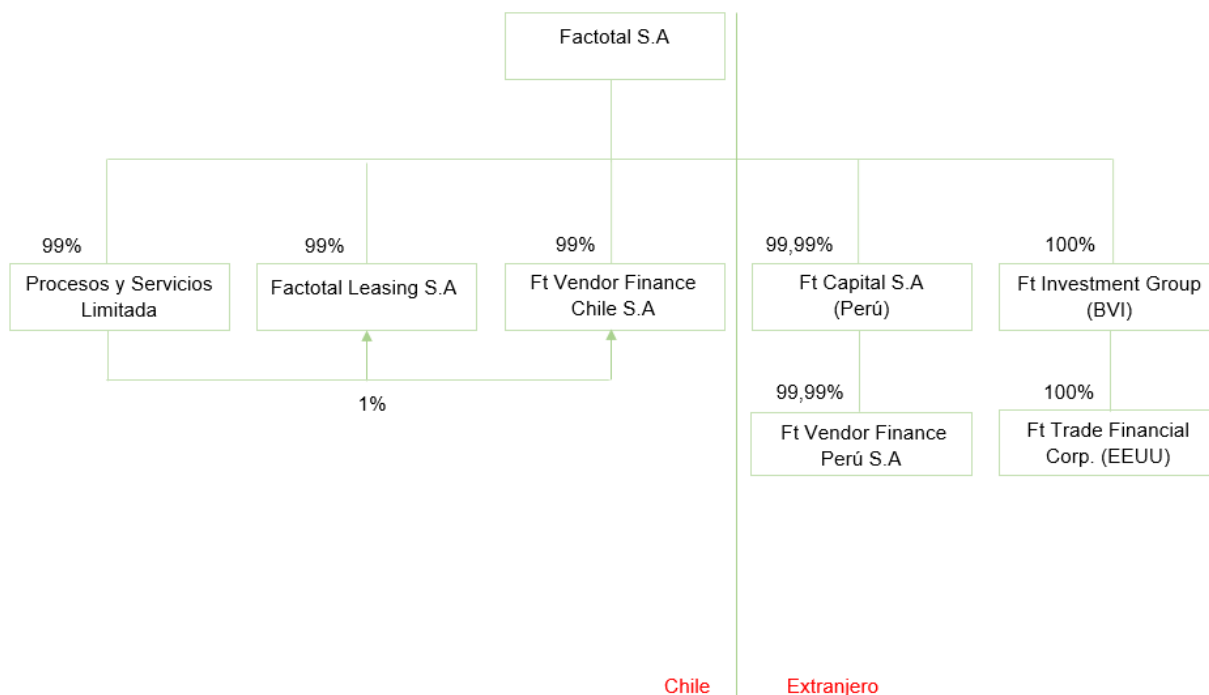 Factotal S.A
99%
99%
99%
99,99%
100%
Procesos y Servicios
Limitada
Factotal Leasing S.A
Ft Vendor Finance
Chile S.A
Ft Capital S.A
(Perú)
Ft Investment Group
(BVI)
1%
99,99%
100%
Ft Vendor Finance
Perú S.A
Ft Trade Financial
Corp. (EEUU)
Chile
Extranjero